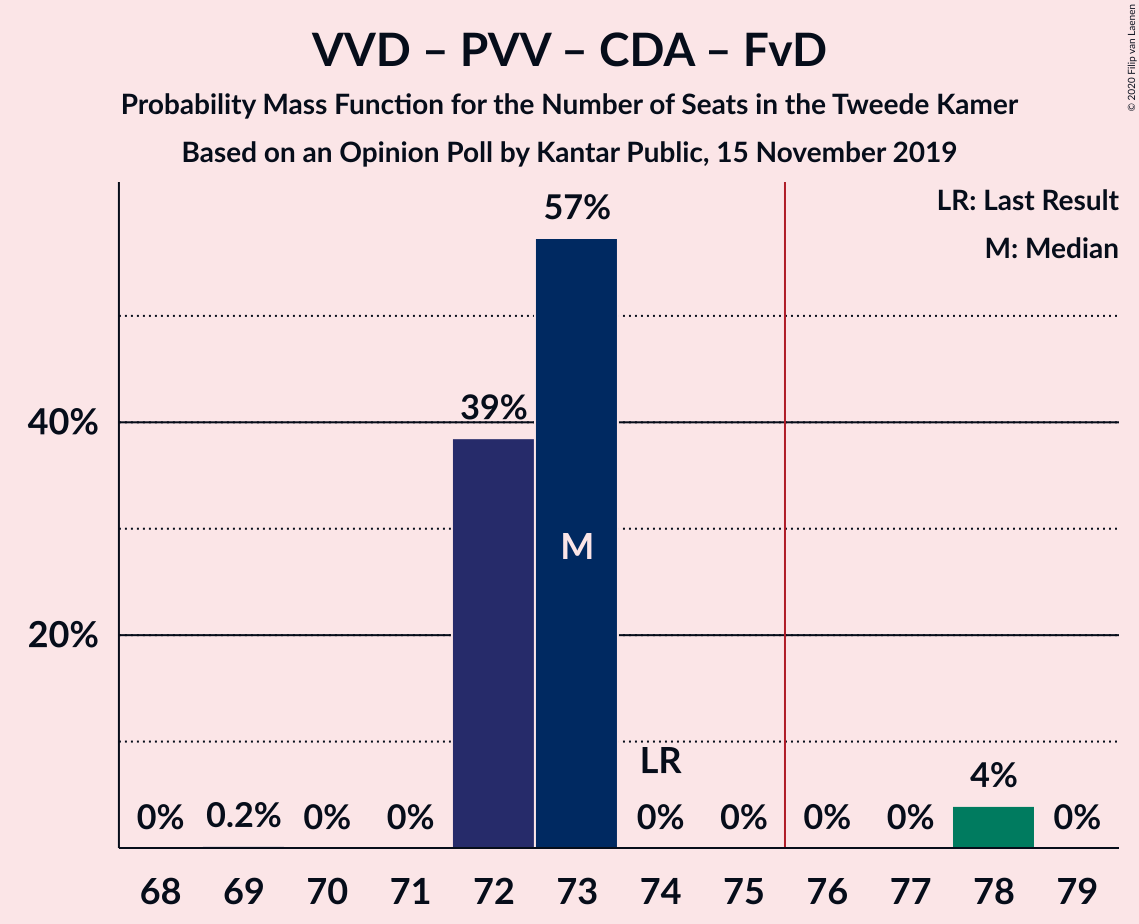 VVD – PVV – CDA – FvD
Probability Mass Function for the Number of Seats in the Tweede Kamer
Based on an Opinion Poll by Kantar Public, 15 November 2019
© 2020 Filip van Laenen
LR: Last Result
M: Median
57%
39%
40%
M
20%
LR
4%
0% 0.2% 0% 0% 0% 0% 0% 0% 0%
68 69 70 71 72 73 74 75 76 77 78 79